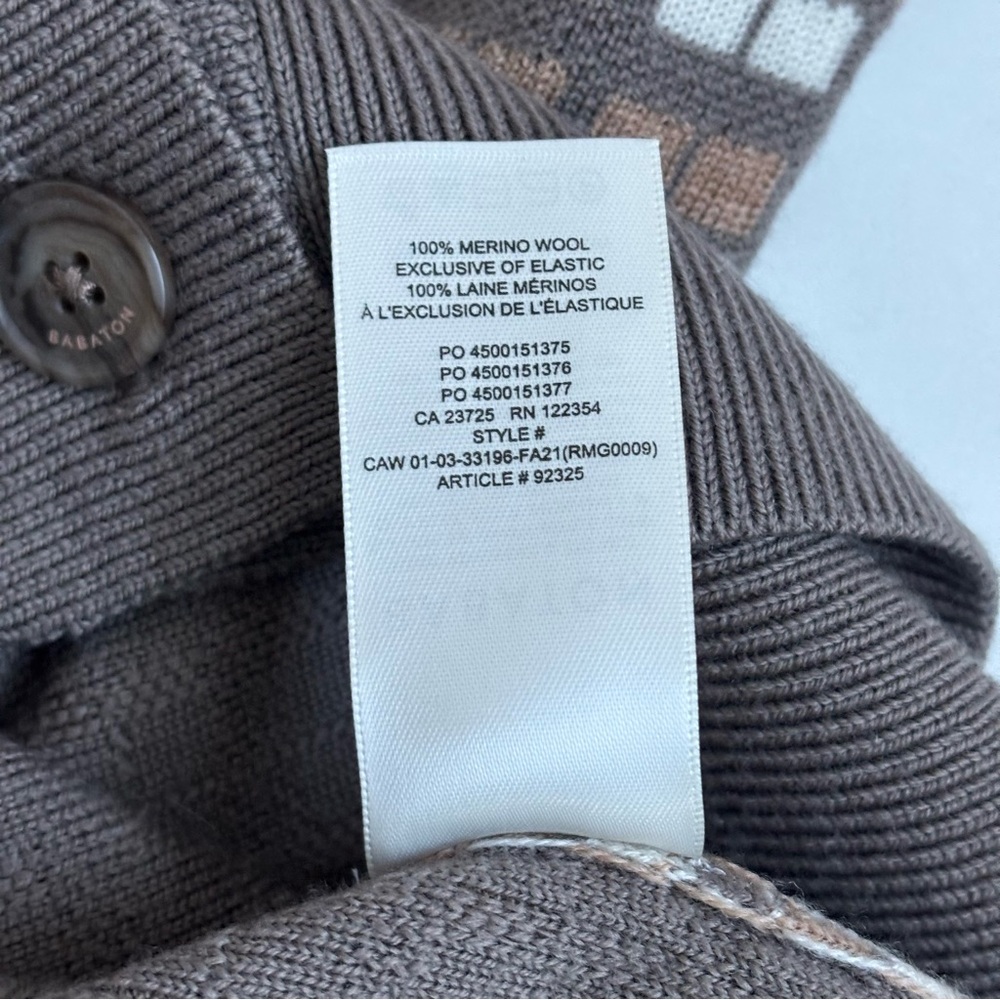 100% MERINO WOOL
EXCLUSIVE OF ELASTIC
100% LAINE MÉRINOS
À L'EXCLUSION DE L'ÉLASTIQUE
PO 4500151375
PO 4500151376
PO 4500151377
CA 23725 RN 122354
STYLE #
CAW 01-03-33196-FA21(RMG0009)
ARTICLE # 92325
BABATON